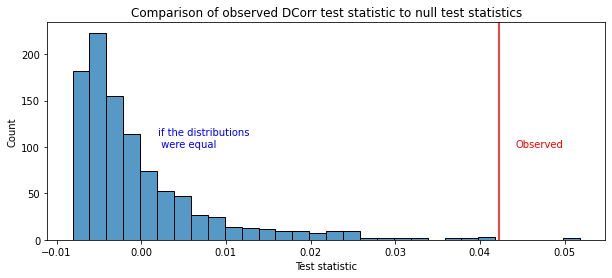 Comparison of observed DCorr test statistic to null test statistics
Count
200
150
100
50
0
if the distributions
were equal
Observed
−0.01 0.00 0.01 0.02 0.03 0.04 0.05
Test statistic